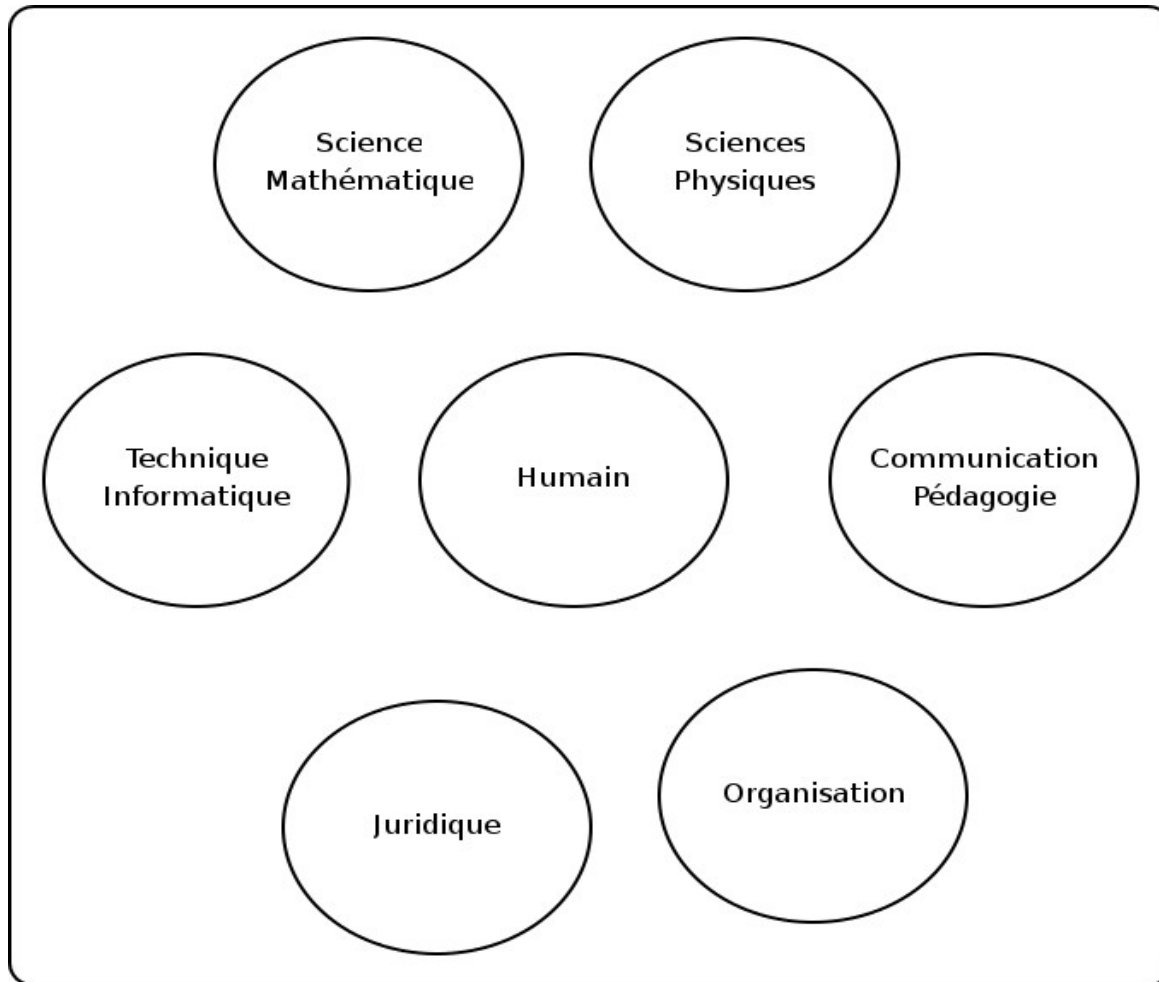 Science
Mathématique
Sciences
Physiques
Technique
Informatique
Humain
Communication
Pédagogie
Juridique
Organisation